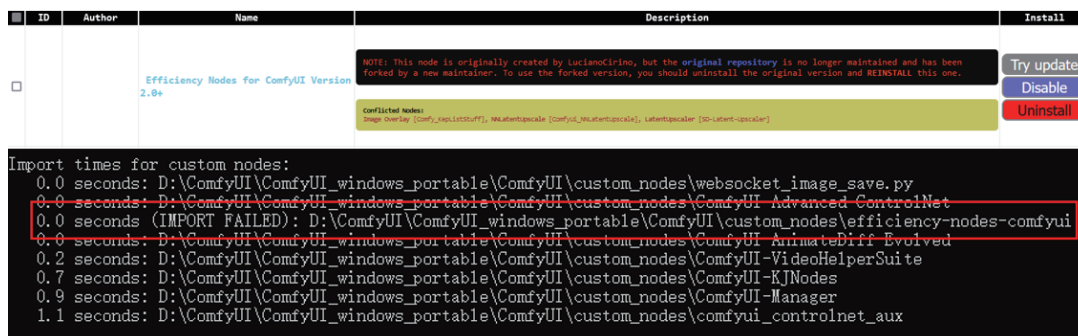 ID Author Name Description Install
NOTE: This node is originally created by LucianoCirino, but the original repository is no longer maintained and has been
forked by a new maintainer. To use the forked version, you should uninstall the original version and REINSTALL this one.
Efficiency Nodes for ComfyUI Version
2.0+
Conflicted Nodes:
Image Overlay [Comfy_KepListStuff], NNLatentUpscale [ComfyUi_NNLatentUpscale], LatentUpscaler [SD-Latent-Upscaler]
Try update
Disable
Uninstall
Import times for custom nodes:
0.0 seconds: D:\ComfyUI\ComfyUI_windows_portable\ComfyUI\custom_nodes\websocket_image_save.py
0.0 seconds: D:\ComfyUI\ComfyUI_windows_portable\ComfyUI\custom_nodes\ComfyUI-Advanced-ControlNet
0.0 seconds (IMPORT FAILED): D:\ComfyUI\ComfyUI_windows_portable\ComfyUI\custom_nodes\efficiency-nodes-comfyui
0.0 seconds: D:\ComfyUI\ComfyUI_windows_portable\ComfyUI\custom_nodes\ComfyUI-AnimateDiff-Evolved
0.2 seconds: D:\ComfyUI\ComfyUI_windows_portable\ComfyUI\custom_nodes\ComfyUI-VideoHelperSuite
0.7 seconds: D:\ComfyUI\ComfyUI_windows_portable\ComfyUI\custom_nodes\ComfyUI-KJNodes
0.9 seconds: D:\ComfyUI\ComfyUI_windows_portable\ComfyUI\custom_nodes\ComfyUI-Manager
1.1 seconds: D:\ComfyUI\ComfyUI_windows_portable\ComfyUI\custom_nodes\comfyui_controlnet_aux